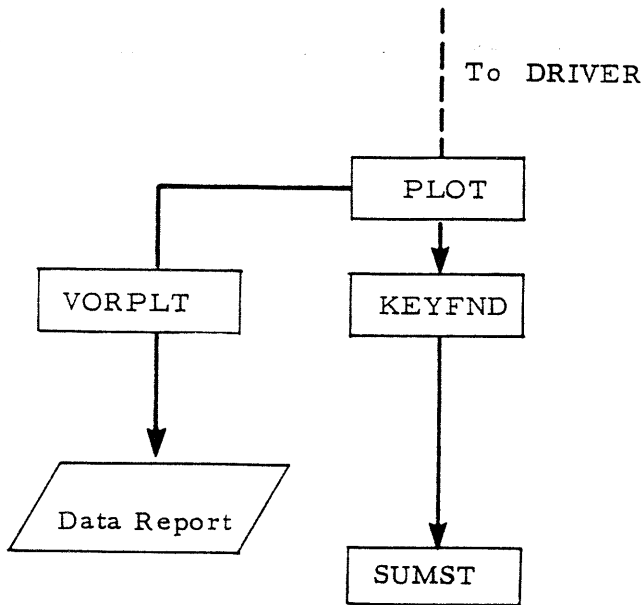 To DRIVER
PLOT
VORPLT
KEYFND
Data Report
SUMST